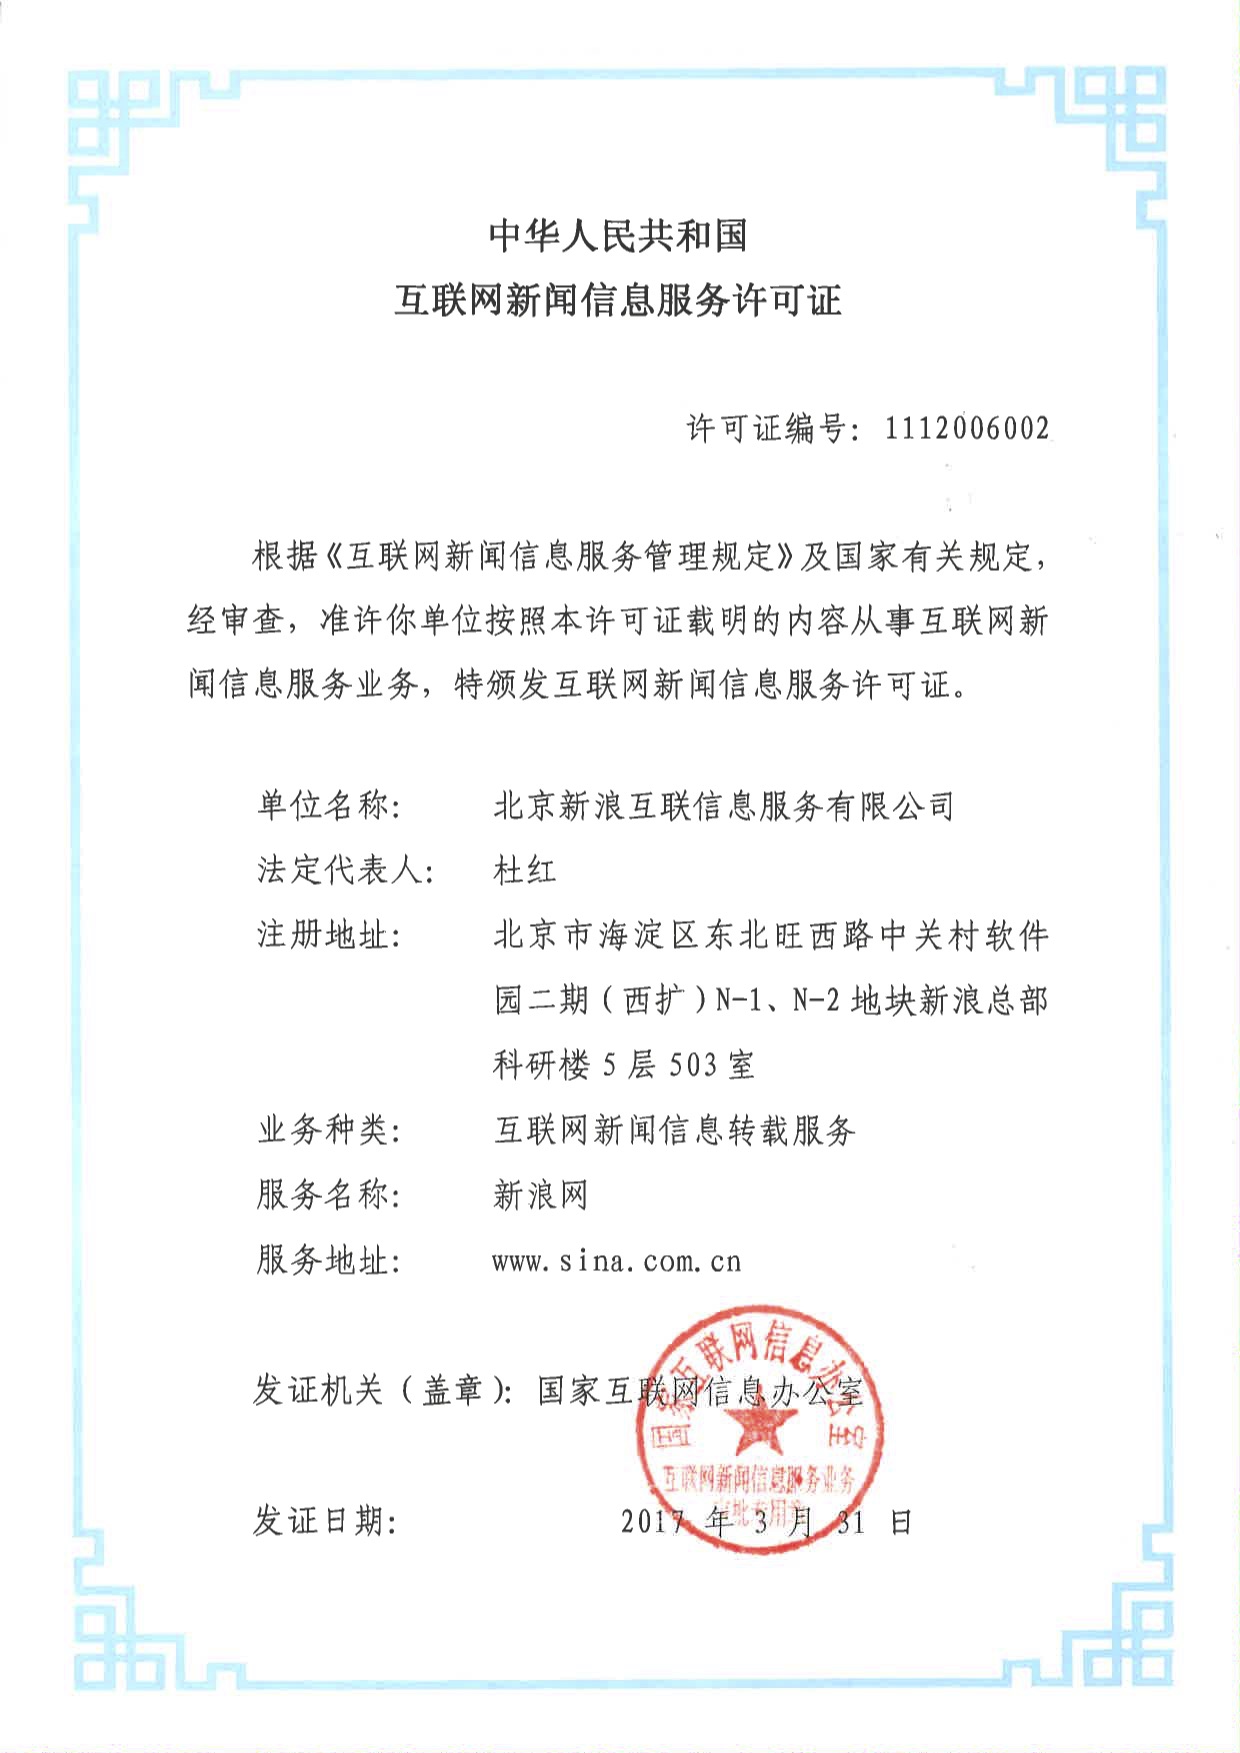 中华人民共和国
互联网新闻信息服务许可证
许可证编号：1112006002
根据《互联网新闻信息服务管理规定》及国家有关规定，
经审查，准许你单位按照本许可证载明的内容从事互联网新
闻信息服务业务，特颁发互联网新闻信息服务许可证。
单位名称： 北京新浪互联信息服务有限公司
法定代表人： 杜红
注册地址： 北京市海淀区东北旺西路中关村软件
园二期（西扩）N-1、N-2地块新浪总部
科研楼 5 层 503 室
业务种类： 互联网新闻信息转载服务
服务名称： 新浪网
服务地址： www.sina.com.cn
发证机关（盖章）：国家互联网信息办公室
国家互联网信息办公室
互联网新闻信息服务业务
审批专用章
发证日期： 2017 年 3 月 31 日